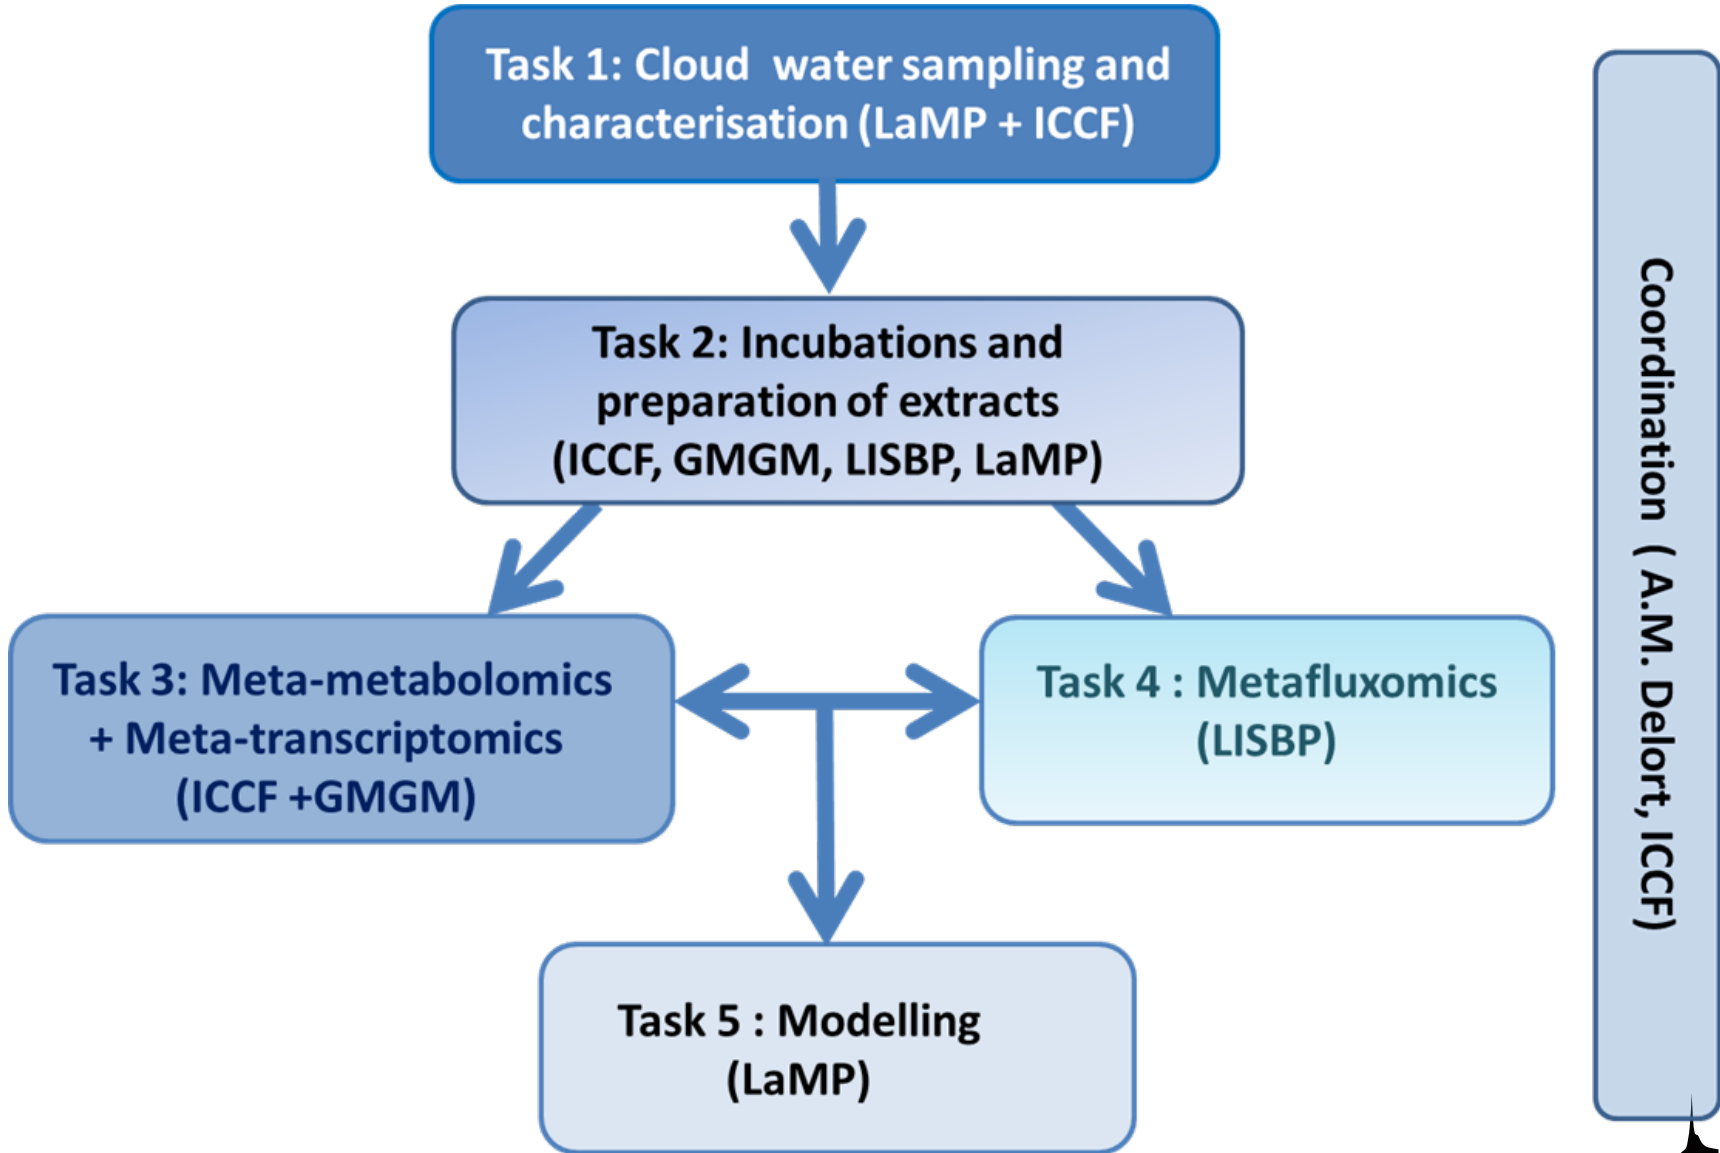 Task 1: Cloud water sampling and
characterisation (LaMP + ICCF)
Task 2: Incubations and
preparation of extracts
(ICCF, GMGM, LISBP, LaMP)
Task 3: Meta-metabolomics
+ Meta-transcriptomics
(ICCF +GMGM)
Task 4 : Metafluxomics
(LISBP)
Task 5 : Modelling
(LaMP)
Coordination ( A.M. Delort, ICCF)